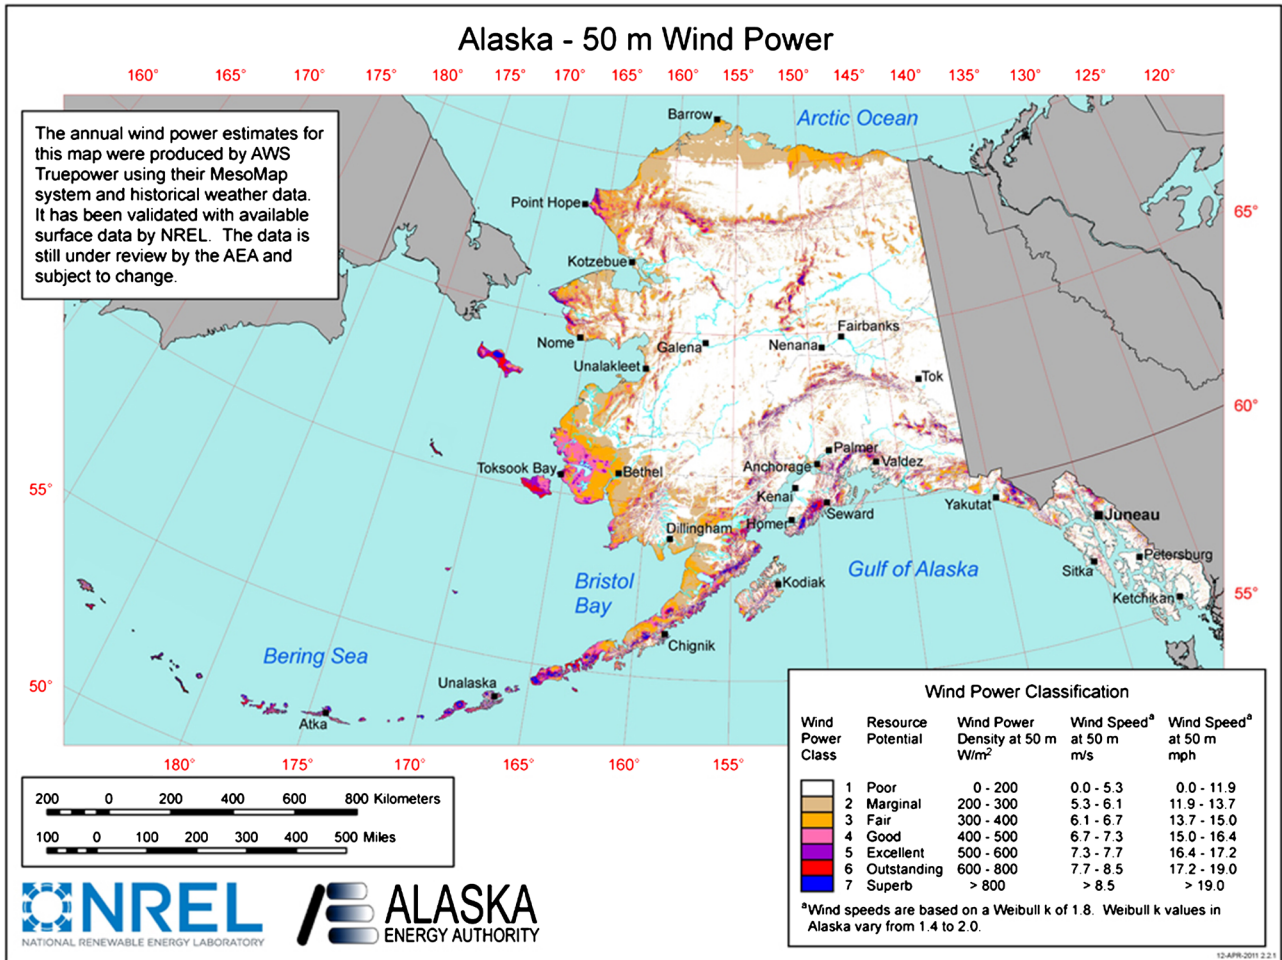 Alaska - 50 m Wind Power
160° 165° 170° 175° 180° 175° 170° 165° 160° 155° 150° 145° 140° 135° 130° 125° 120°
The annual wind power estimates for
this map were produced by AWS
Truepower using their MesoMap
system and historical weather data.
It has been validated with available
surface data by NREL. The data is
still under review by the AEA and
subject to change.
Barrow
Arctic Ocean
Point Hope
65°
Kotzebue
Fairbanks
Nome
Galena
Nenana
Unalakleet
Tok
60°
Palmer
Toksook Bay
Bethel
Anchorage
Valdez
55°
Kenai
Yakutat
Seward
Juneau
Homer
Dillingham
Petersburg
Gulf of Alaska
Sitka
Bristol
Bay
Kodiak
55°
Ketchikan
Chignik
Bering Sea
50°
Unalaska
Atka
180° 175° 170° 165° 160° 155°
Wind Power Classification
Wind Power Class
Resource Potential
Wind Power Density at 50 m W/m2
Wind Speeda at 50 m m/s
Wind Speeda at 50 m mph
1 Poor 0 - 200 0.0 - 5.3 0.0 - 11.9
2 Marginal 200 - 300 5.3 - 6.1 11.9 - 13.7
3 Fair 300 - 400 6.1 - 6.7 13.7 - 15.0
4 Good 400 - 500 6.7 - 7.3 15.0 - 16.4
5 Excellent 500 - 600 7.3 - 7.7 16.4 - 17.2
6 Outstanding 600 - 800 7.7 - 8.5 17.2 - 19.0
7 Superb > 800 > 8.5 > 19.0
aWind speeds are based on a Weibull k of 1.8. Weibull k values in
Alaska vary from 1.4 to 2.0.
200 0 200 400 600 800 Kilometers
100 0 100 200 300 400 500 Miles
NREL
NATIONAL RENEWABLE ENERGY LABORATORY
ALASKA
ENERGY AUTHORITY
12-APR-2011 2.2.1